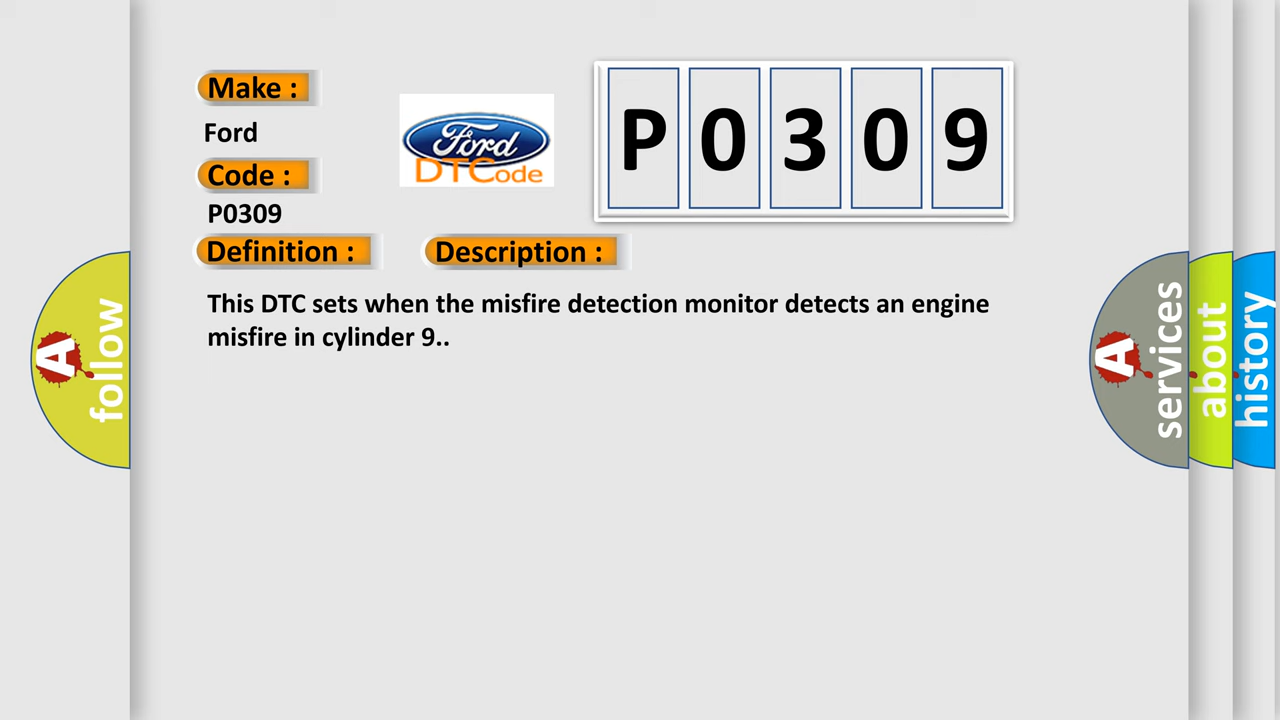 Make :
Ford
Code :
P0309
Ford
DTCode
P0309
Definition :
Description :
This DTC sets when the misfire detection monitor detects an engine
misfire in cylinder 9..
A follow
A services
about
history